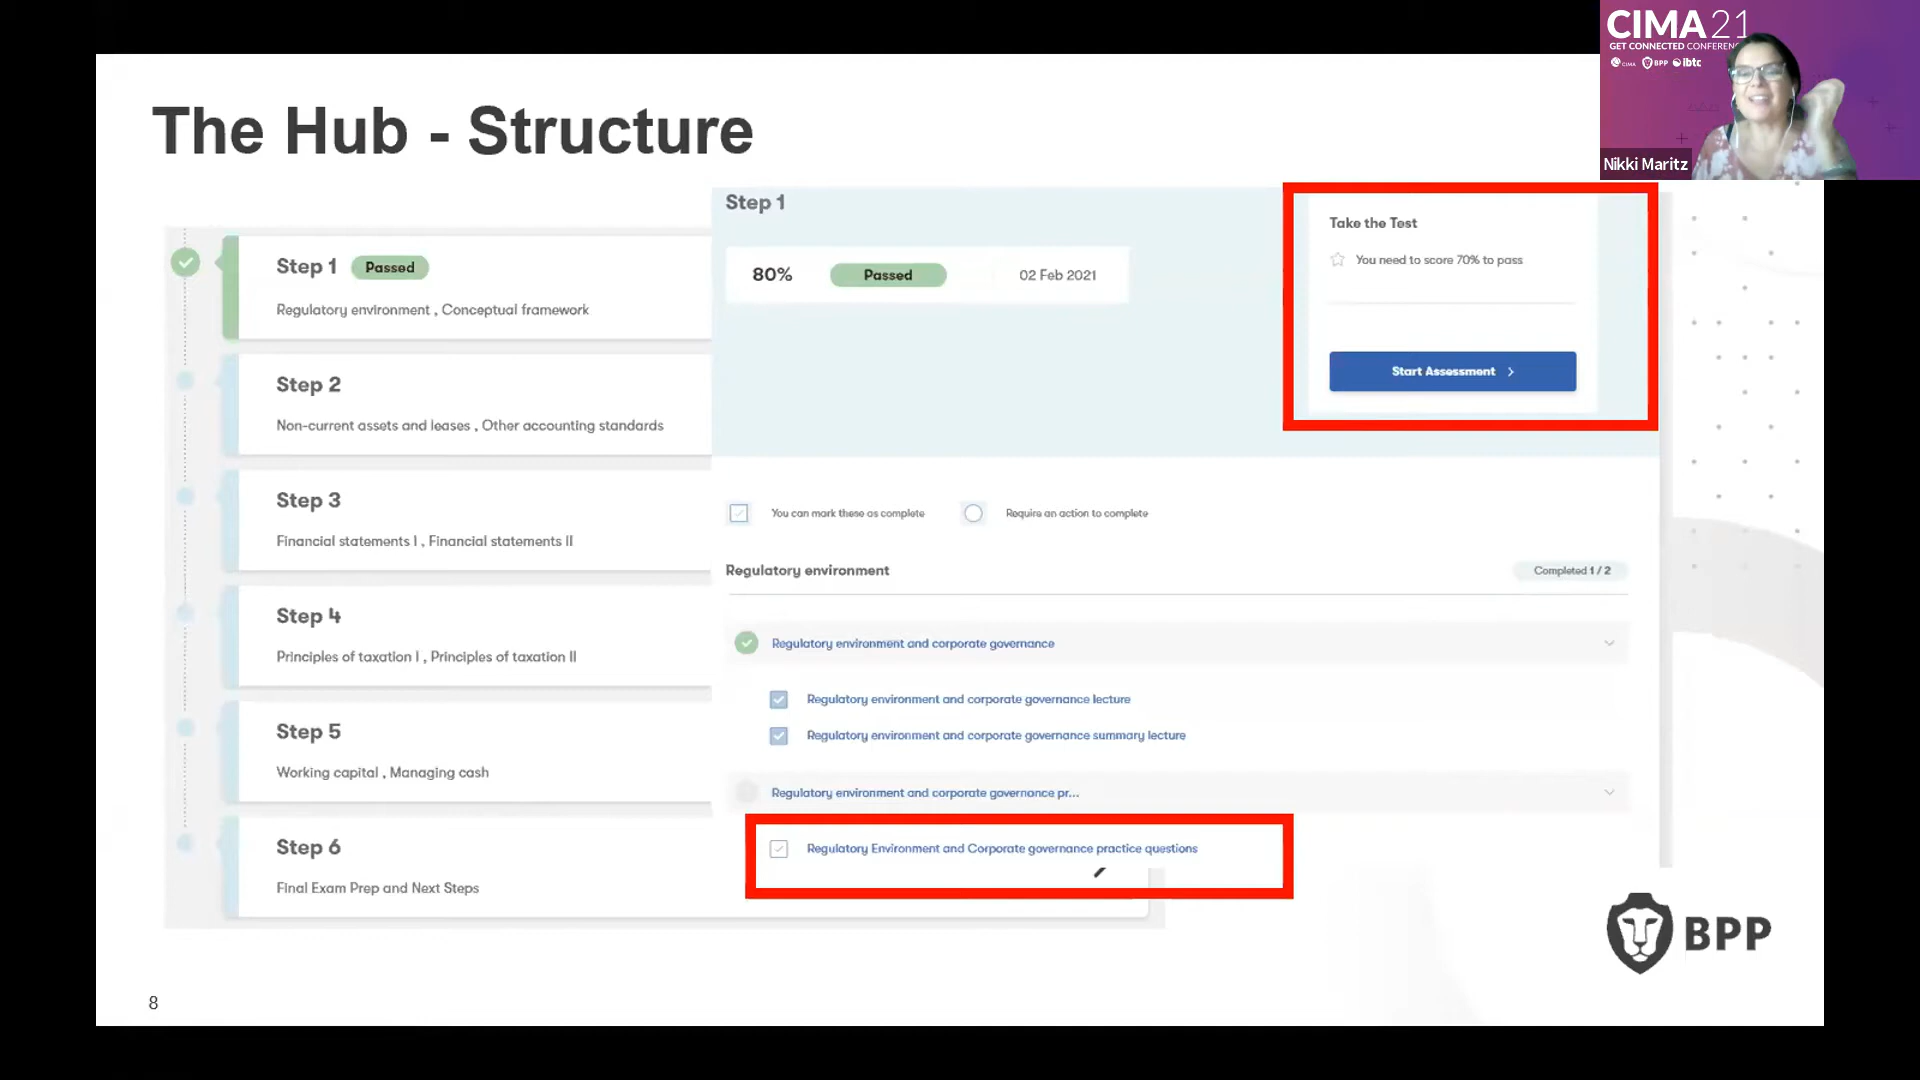 The Hub - Structure
CIMA 21
GET CONNECTED
CIMA BPP ibtc
Nikki Maritz
Step 1 Passed
Regulatory environment , Conceptual framework
Step 2
Non-current assets and leases , Other accounting standards
Step 3
Financial statements I , Financial statements II
Step 4
Principles of taxation I , Principles of taxation II
Step 5
Working capital , Managing cash
Step 6
Final Exam Prep and Next Steps
Step 1
80% Passed 02 Feb 2021
Take the Test
You need to score 70% to pass
Start Assessment
You can mark these as complete Require an action to complete
Regulatory environment Completed 1 / 2
Regulatory environment and corporate governance
Regulatory environment and corporate governance lecture
Regulatory environment and corporate governance summary lecture
Regulatory environment and corporate governance pr...
Regulatory Environment and Corporate governance practice questions
BPP
8